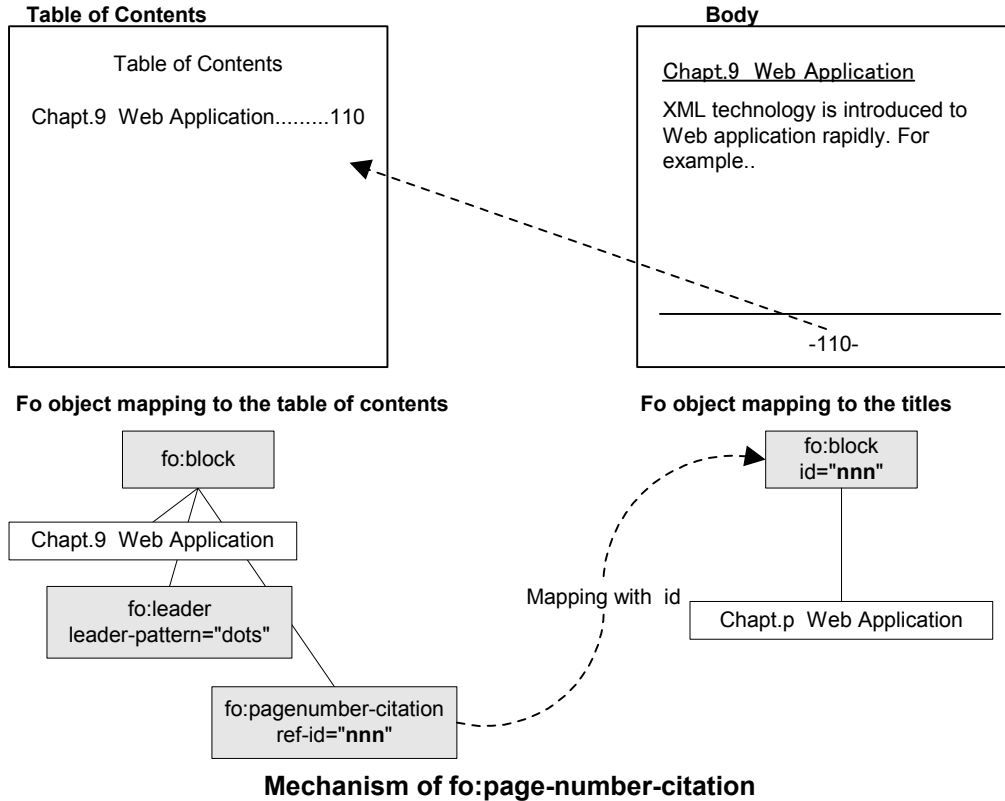 Table of Contents
Body
Table of Contents
Chapt.9 Web Application.........110
Chapt.9 Web Application
XML technology is introduced to
Web application rapidly. For
example..
-110-
Fo object mapping to the table of contents
Fo object mapping to the titles
fo:block
Chapt.9 Web Application
fo:leader
leader-pattern="dots"
fo:pagenumber-citation
ref-id="nnn"
Mapping with id
fo:block
id="nnn"
Chapt.p Web Application
Mechanism of fo:page-number-citation